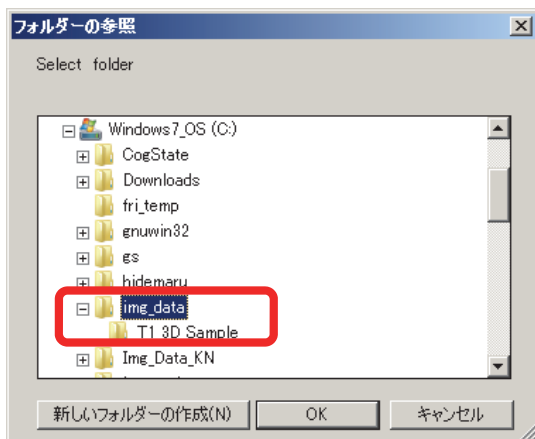 フォルダーの参照
Select folder
Windows7_OS (C:)
CogState
Downloads
fri_temp
gnuwin32
gs
hidemaru
img_data
T1 3D Sample
Img_Data_KN
新しいフォルダーの作成(N)
OK
キャンセル